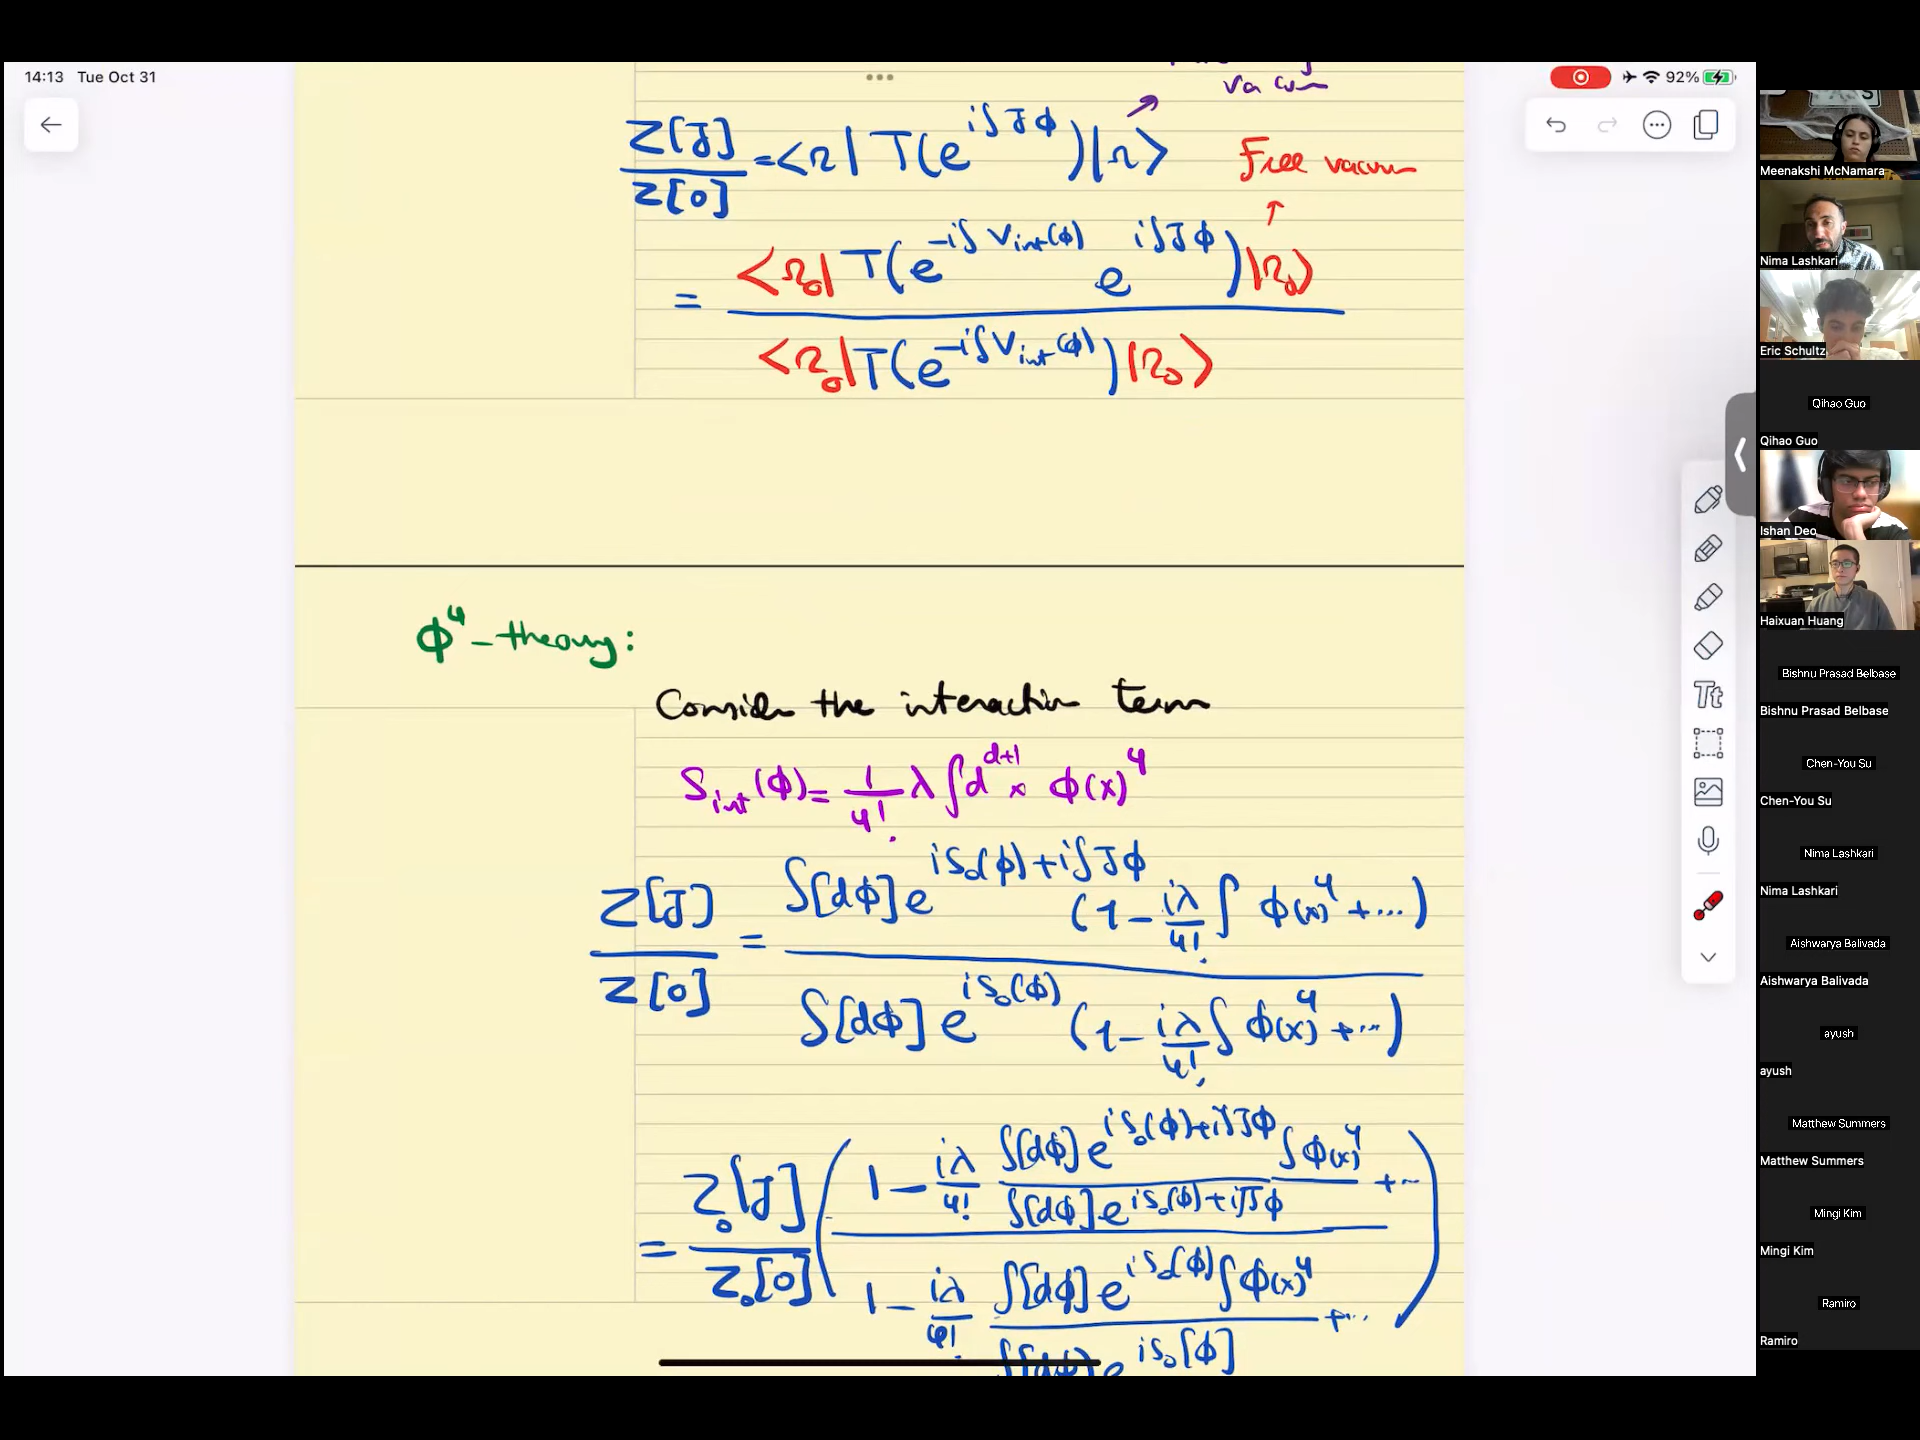 14:13 Tue Oct 31
92%
vacuum
Z[J] / Z[0] = <Ω| T(e^{i∫Jφ}) |Ω>
Free vacuum
= <Ω₀| T(e^{-i∫V_int(φ)} e^{i∫Jφ}) |Ω₀> / <Ω₀| T(e^{-i∫V_int(φ)}) |Ω₀>
φ⁴-theory:
Consider the interaction term
S_int(φ) = 1/4! λ ∫d^{d+1}x φ(x)⁴
Z[J] / Z[0] = ∫[dφ] e^{iS₀(φ)+i∫Jφ} (1 - iλ/4! ∫ φ(x)⁴ + ...) / ∫[dφ] e^{iS₀(φ)} (1 - iλ/4! ∫ φ(x)⁴ + ...)
= Z₀[J] / Z₀[0] ( 1 - iλ/4! ∫[dφ] e^{iS₀(φ)+i∫Jφ} ∫φ(x)⁴ / ∫[dφ] e^{iS₀(φ)+i∫Jφ} + ... / 1 - iλ/4! ∫[dφ] e^{iS₀(φ)} ∫φ(x)⁴ / ∫[dφ] e^{iS₀[φ]} + ... )
Tt
Meenakshi McNamara
Nima Lashkari
Eric Schultz
Qihao Guo
Qihao Guo
Ishan Deo
Haixuan Huang
Bishnu Prasad Belbase
Bishnu Prasad Belbase
Chen-You Su
Chen-You Su
Nima Lashkari
Nima Lashkari
Aishwarya Balivada
Aishwarya Balivada
ayush
ayush
Matthew Summers
Matthew Summers
Mingi Kim
Mingi Kim
Ramiro
Ramiro